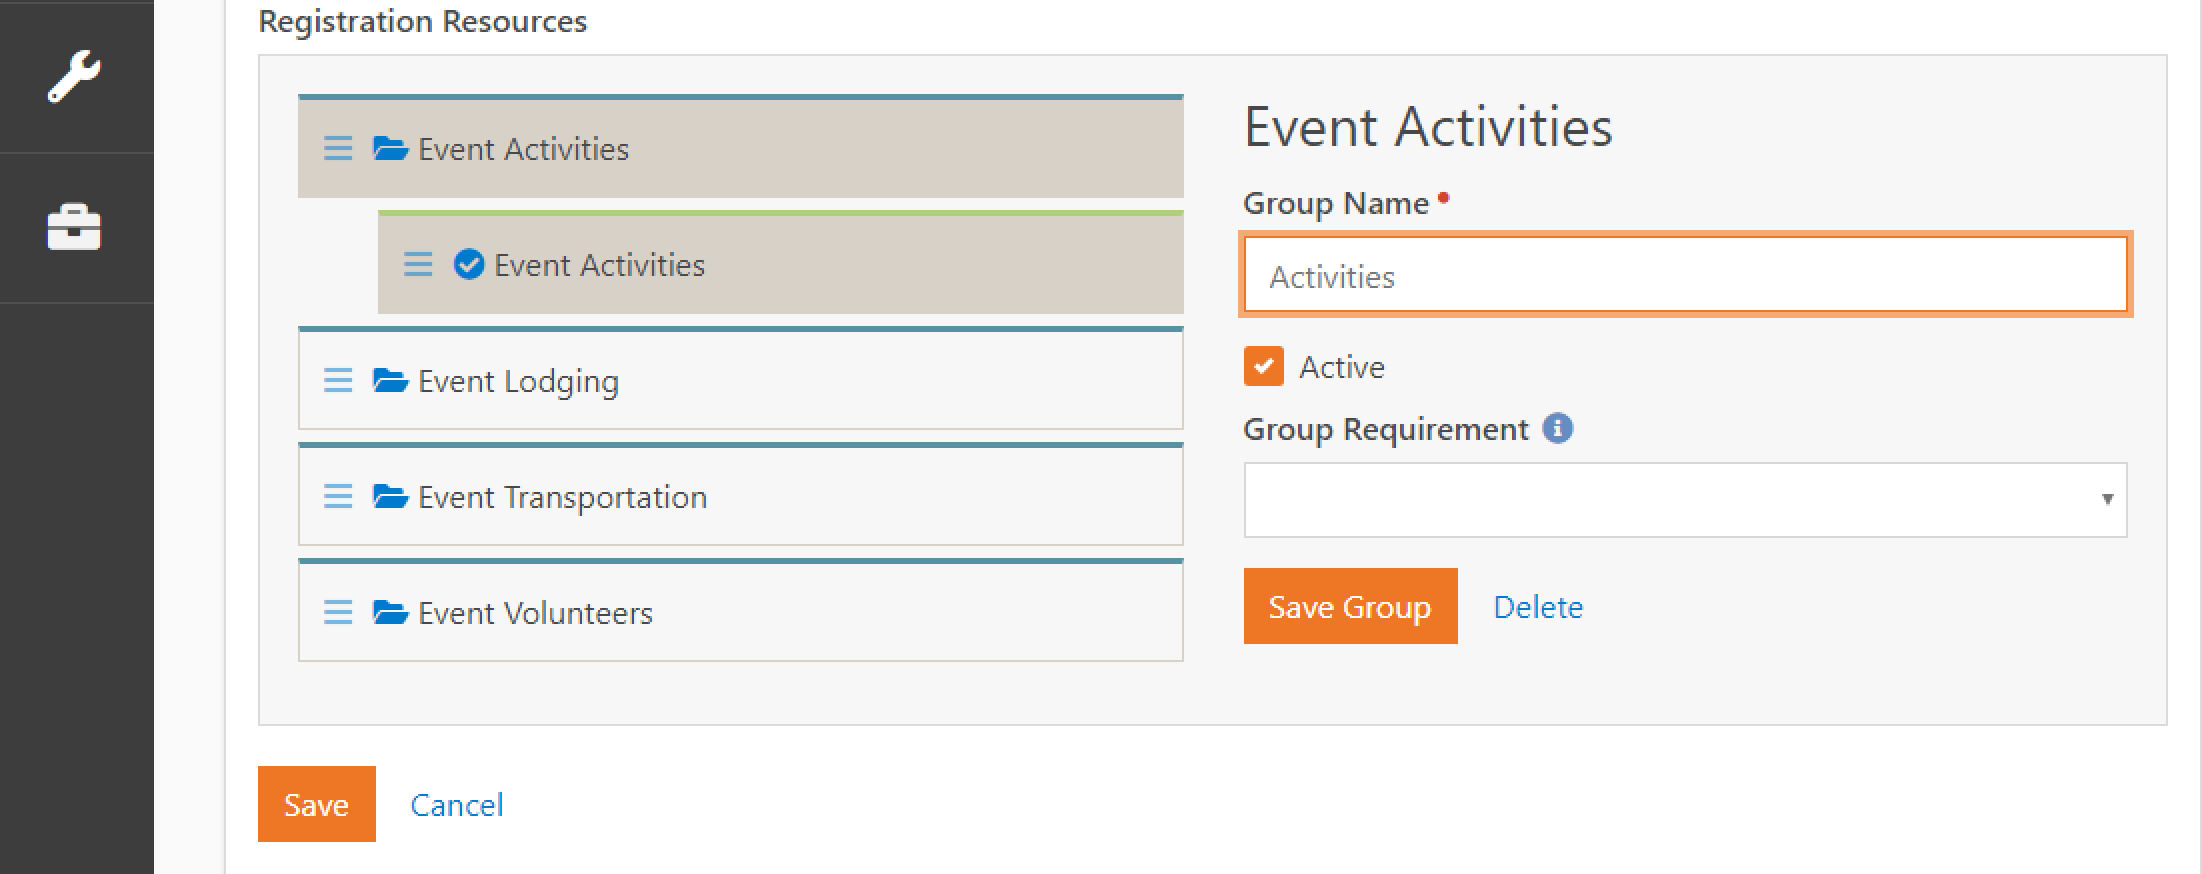 Registration Resources
Event Activities
Event Activities
Event Lodging
Event Transportation
Event Volunteers
Event Activities
Group Name
Activities
Active
Group Requirement
Save Group
Delete
Save
Cancel